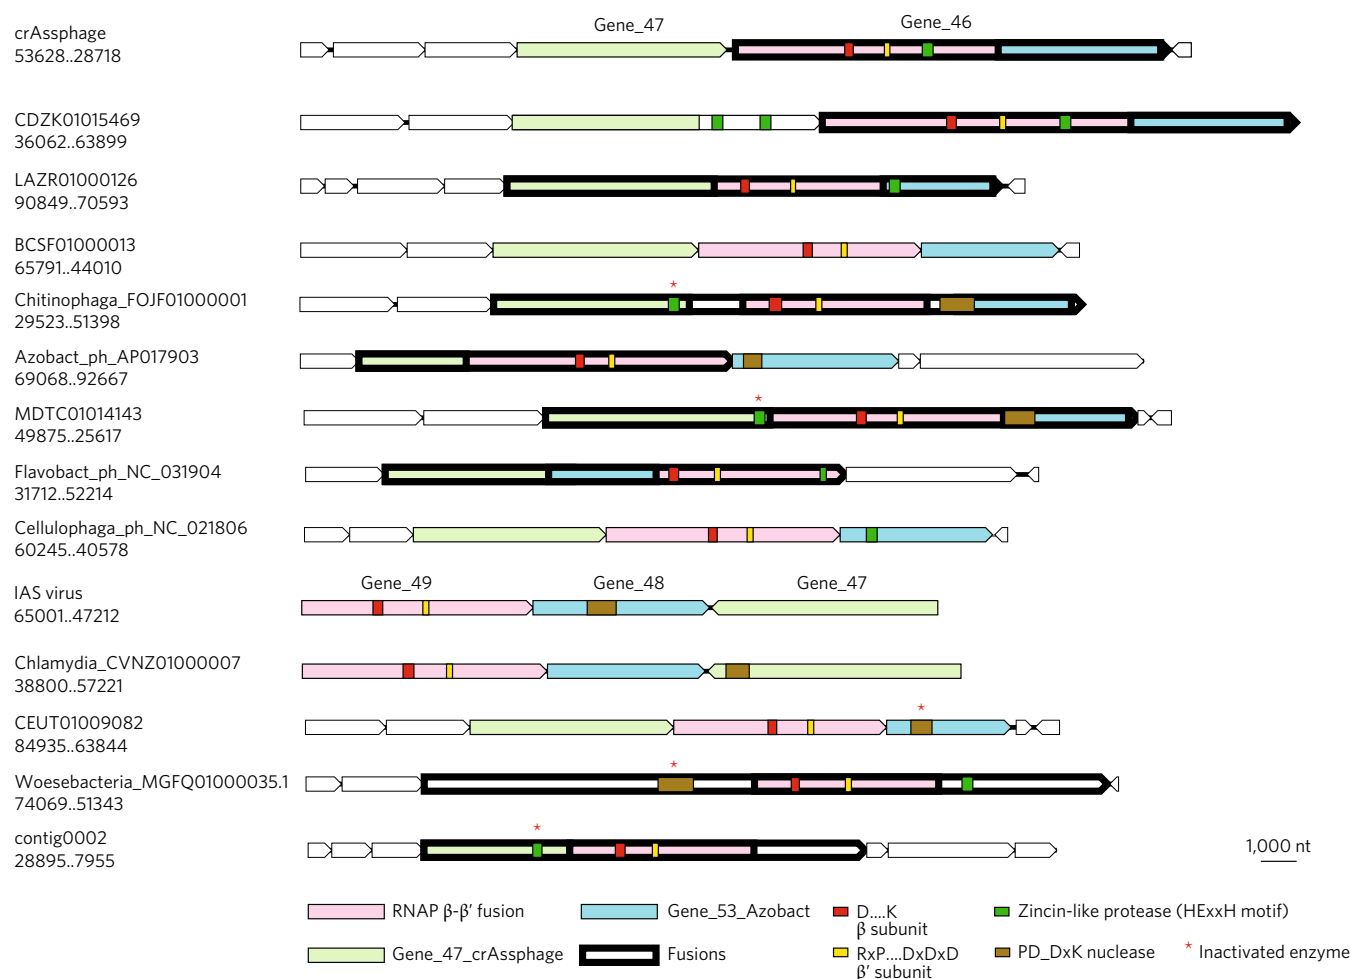 Gene_47 Gene_46
crAssphage
53628..28718
CDZK01015469
36062..63899
LAZR01000126
90849..70593
BCSF01000013
65791..44010
*
Chitinophaga_FOJF01000001
29523..51398
Azobact_ph_AP017903
69068..92667
*
MDTC01014143
49875..25617
Flavobact_ph_NC_031904
31712..52214
Cellulophaga_ph_NC_021806
60245..40578
Gene_49 Gene_48 Gene_47
IAS virus
65001..47212
Chlamydia_CVNZ01000007
38800..57221
*
CEUT01009082
84935..63844
*
Woesebacteria_MGFQ01000035.1
74069..51343
*
contig0002
28895..7955
1,000 nt
RNAP β-β′ fusion
Gene_53_Azobact
D....K
β subunit
Zincin-like protease (HExxH motif)
Gene_47_crAssphage
Fusions
RxP....DxDxD
β′ subunit
PD_DxK nuclease
* Inactivated enzyme